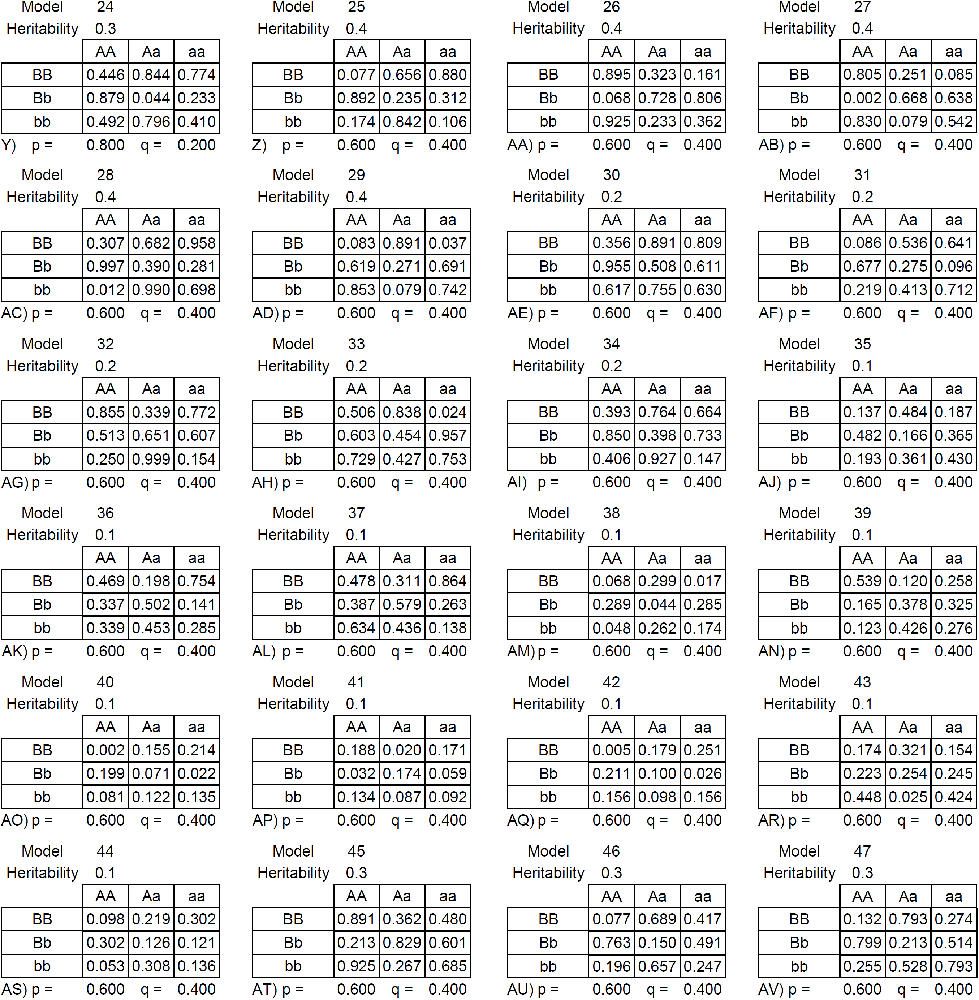 Model 24 Model 25 Model 26 Model 27
Heritability 0.3 Heritability 0.4 Heritability 0.4 Heritability 0.4
AA Aa aa AA Aa aa AA Aa aa AA Aa aa
BB 0.446 0.844 0.774 BB 0.077 0.656 0.880 BB 0.895 0.323 0.161 BB 0.805 0.251 0.085
Bb 0.879 0.044 0.233 Bb 0.892 0.235 0.312 Bb 0.068 0.728 0.806 Bb 0.002 0.668 0.638
bb 0.492 0.796 0.410 bb 0.174 0.842 0.106 bb 0.925 0.233 0.362 bb 0.830 0.079 0.542
Y) p = 0.800 q = 0.200 Z) p = 0.600 q = 0.400 AA) p = 0.600 q = 0.400 AB) p = 0.600 q = 0.400
Model 28 Model 29 Model 30 Model 31
Heritability 0.4 Heritability 0.4 Heritability 0.2 Heritability 0.2
AA Aa aa AA Aa aa AA Aa aa AA Aa aa
BB 0.307 0.682 0.958 BB 0.083 0.891 0.037 BB 0.356 0.891 0.809 BB 0.086 0.536 0.641
Bb 0.997 0.390 0.281 Bb 0.619 0.271 0.691 Bb 0.955 0.508 0.611 Bb 0.677 0.275 0.096
bb 0.012 0.990 0.698 bb 0.853 0.079 0.742 bb 0.617 0.755 0.630 bb 0.219 0.413 0.712
AC) p = 0.600 q = 0.400 AD) p = 0.600 q = 0.400 AE) p = 0.600 q = 0.400 AF) p = 0.600 q = 0.400
Model 32 Model 33 Model 34 Model 35
Heritability 0.2 Heritability 0.2 Heritability 0.2 Heritability 0.1
AA Aa aa AA Aa aa AA Aa aa AA Aa aa
BB 0.855 0.339 0.772 BB 0.506 0.838 0.024 BB 0.393 0.764 0.664 BB 0.137 0.484 0.187
Bb 0.513 0.651 0.607 Bb 0.603 0.454 0.957 Bb 0.850 0.398 0.733 Bb 0.482 0.166 0.365
bb 0.250 0.999 0.154 bb 0.729 0.427 0.753 bb 0.406 0.927 0.147 bb 0.193 0.361 0.430
AG) p = 0.600 q = 0.400 AH) p = 0.600 q = 0.400 AI) p = 0.600 q = 0.400 AJ) p = 0.600 q = 0.400
Model 36 Model 37 Model 38 Model 39
Heritability 0.1 Heritability 0.1 Heritability 0.1 Heritability 0.1
AA Aa aa AA Aa aa AA Aa aa AA Aa aa
BB 0.469 0.198 0.754 BB 0.478 0.311 0.864 BB 0.068 0.299 0.017 BB 0.539 0.120 0.258
Bb 0.337 0.502 0.141 Bb 0.387 0.579 0.263 Bb 0.289 0.044 0.285 Bb 0.165 0.378 0.325
bb 0.339 0.453 0.285 bb 0.634 0.436 0.138 bb 0.048 0.262 0.174 bb 0.123 0.426 0.276
AK) p = 0.600 q = 0.400 AL) p = 0.600 q = 0.400 AM) p = 0.600 q = 0.400 AN) p = 0.600 q = 0.400
Model 40 Model 41 Model 42 Model 43
Heritability 0.1 Heritability 0.1 Heritability 0.1 Heritability 0.1
AA Aa aa AA Aa aa AA Aa aa AA Aa aa
BB 0.002 0.155 0.214 BB 0.188 0.020 0.171 BB 0.005 0.179 0.251 BB 0.174 0.321 0.154
Bb 0.199 0.071 0.022 Bb 0.032 0.174 0.059 Bb 0.211 0.100 0.026 Bb 0.223 0.254 0.245
bb 0.081 0.122 0.135 bb 0.134 0.087 0.092 bb 0.156 0.098 0.156 bb 0.448 0.025 0.424
AO) p = 0.600 q = 0.400 AP) p = 0.600 q = 0.400 AQ) p = 0.600 q = 0.400 AR) p = 0.600 q = 0.400
Model 44 Model 45 Model 46 Model 47
Heritability 0.1 Heritability 0.3 Heritability 0.3 Heritability 0.3
AA Aa aa AA Aa aa AA Aa aa AA Aa aa
BB 0.098 0.219 0.302 BB 0.891 0.362 0.480 BB 0.077 0.689 0.417 BB 0.132 0.793 0.274
Bb 0.302 0.126 0.121 Bb 0.213 0.829 0.601 Bb 0.763 0.150 0.491 Bb 0.799 0.213 0.514
bb 0.053 0.308 0.136 bb 0.925 0.267 0.685 bb 0.196 0.657 0.247 bb 0.255 0.528 0.793
AS) p = 0.600 q = 0.400 AT) p = 0.600 q = 0.400 AU) p = 0.600 q = 0.400 AV) p = 0.600 q = 0.400